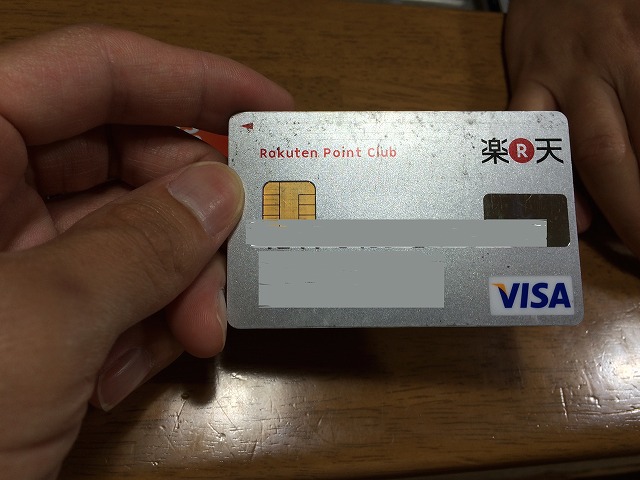 Rakuten Point Club
楽R天
VISA